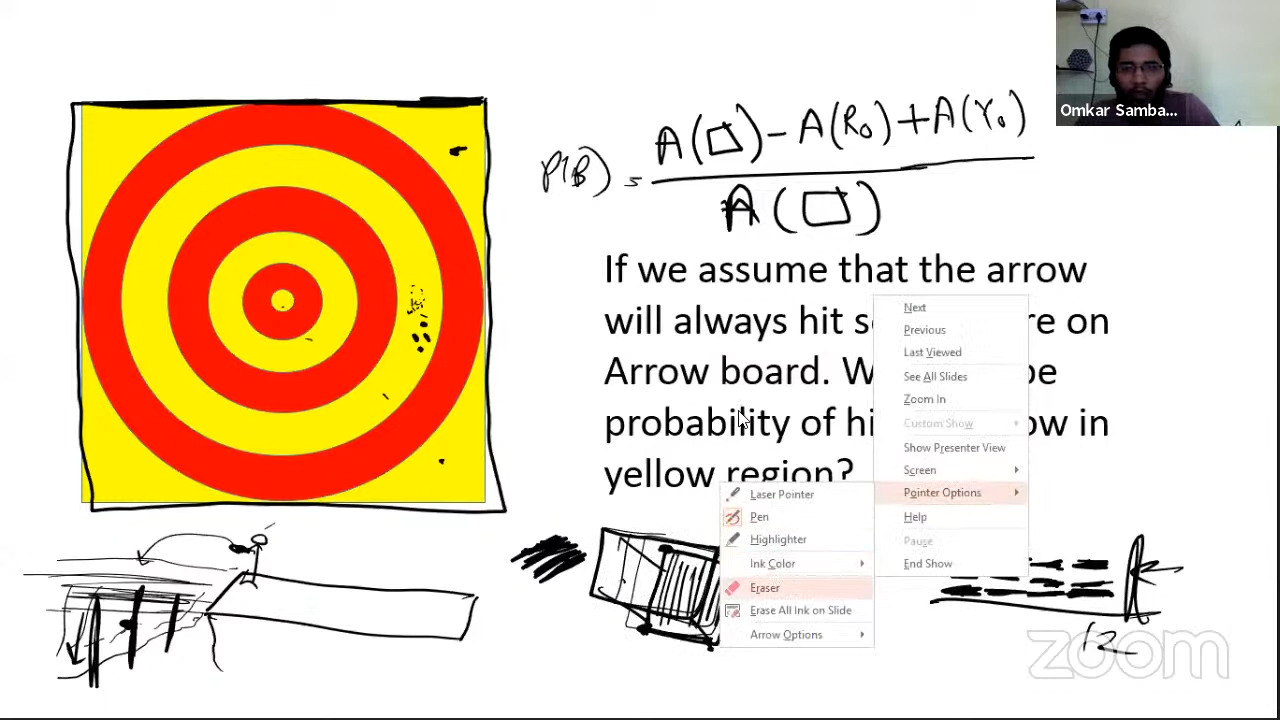 Omkar Samba...
A(□) - A(R₀) + A(Y₀)
P(B) =
A (□)
If we assume that the arrow
will always hit s re on
Arrow board. W be
probability of hi ow in
yellow region?
Next
Previous
Last Viewed
See All Slides
Zoom In
Custom Show
Show Presenter View
Screen
Pointer Options
Help
Pause
End Show
Laser Pointer
Pen
Highlighter
Ink Color
Eraser
Erase All Ink on Slide
Arrow Options
12
zoom